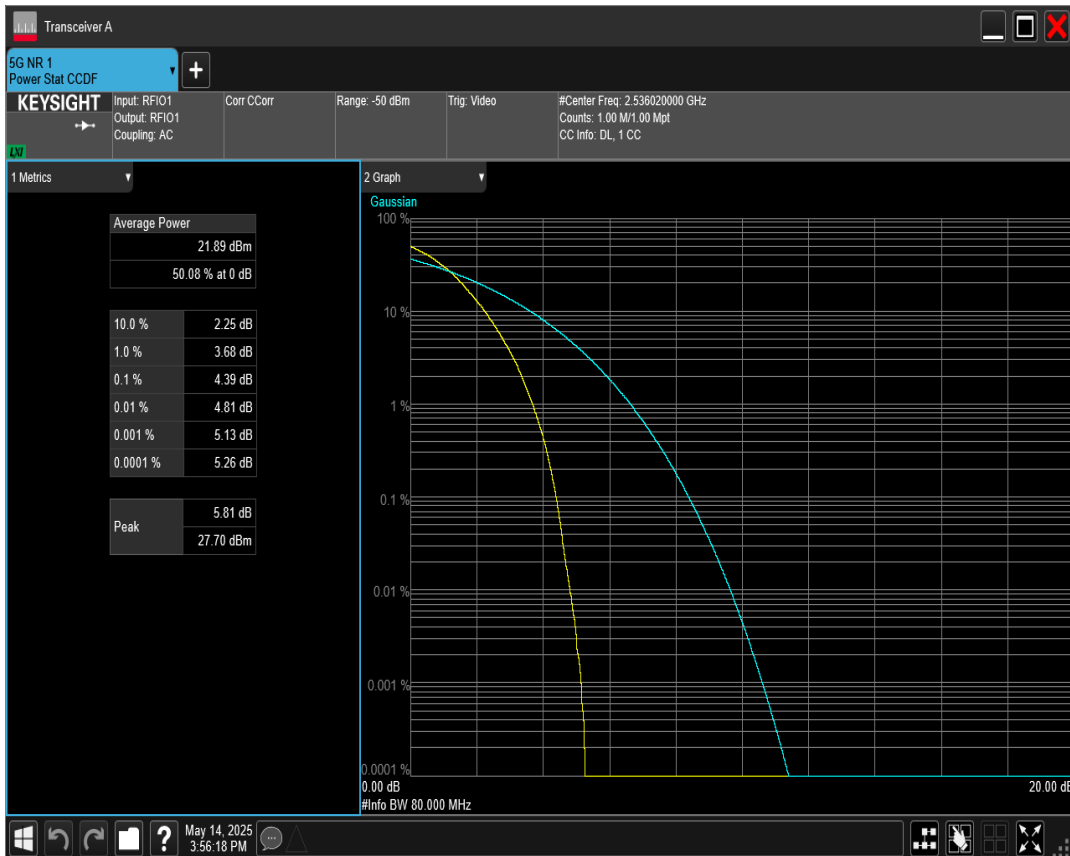 Transceiver A
5G NR 1
Power Stat CCDF
KEYSIGHT
LXI
Input: RFIO1
Output: RFIO1
Coupling: AC
Corr CCorr
Range: -50 dBm
Trig: Video
#Center Freq: 2.536020000 GHz
Counts: 1.00 M/1.00 Mpt
CC Info: DL, 1 CC
1 Metrics
Average Power
21.89 dBm
50.08 % at 0 dB
10.0 % 2.25 dB
1.0 % 3.68 dB
0.1 % 4.39 dB
0.01 % 4.81 dB
0.001 % 5.13 dB
0.0001 % 5.26 dB
Peak
5.81 dB
27.70 dBm
2 Graph
Gaussian
100 %
10 %
1 %
0.1 %
0.01 %
0.001 %
0.0001 %
0.00 dB 20.00 dB
#Info BW 80.000 MHz
May 14, 2025
3:56:18 PM